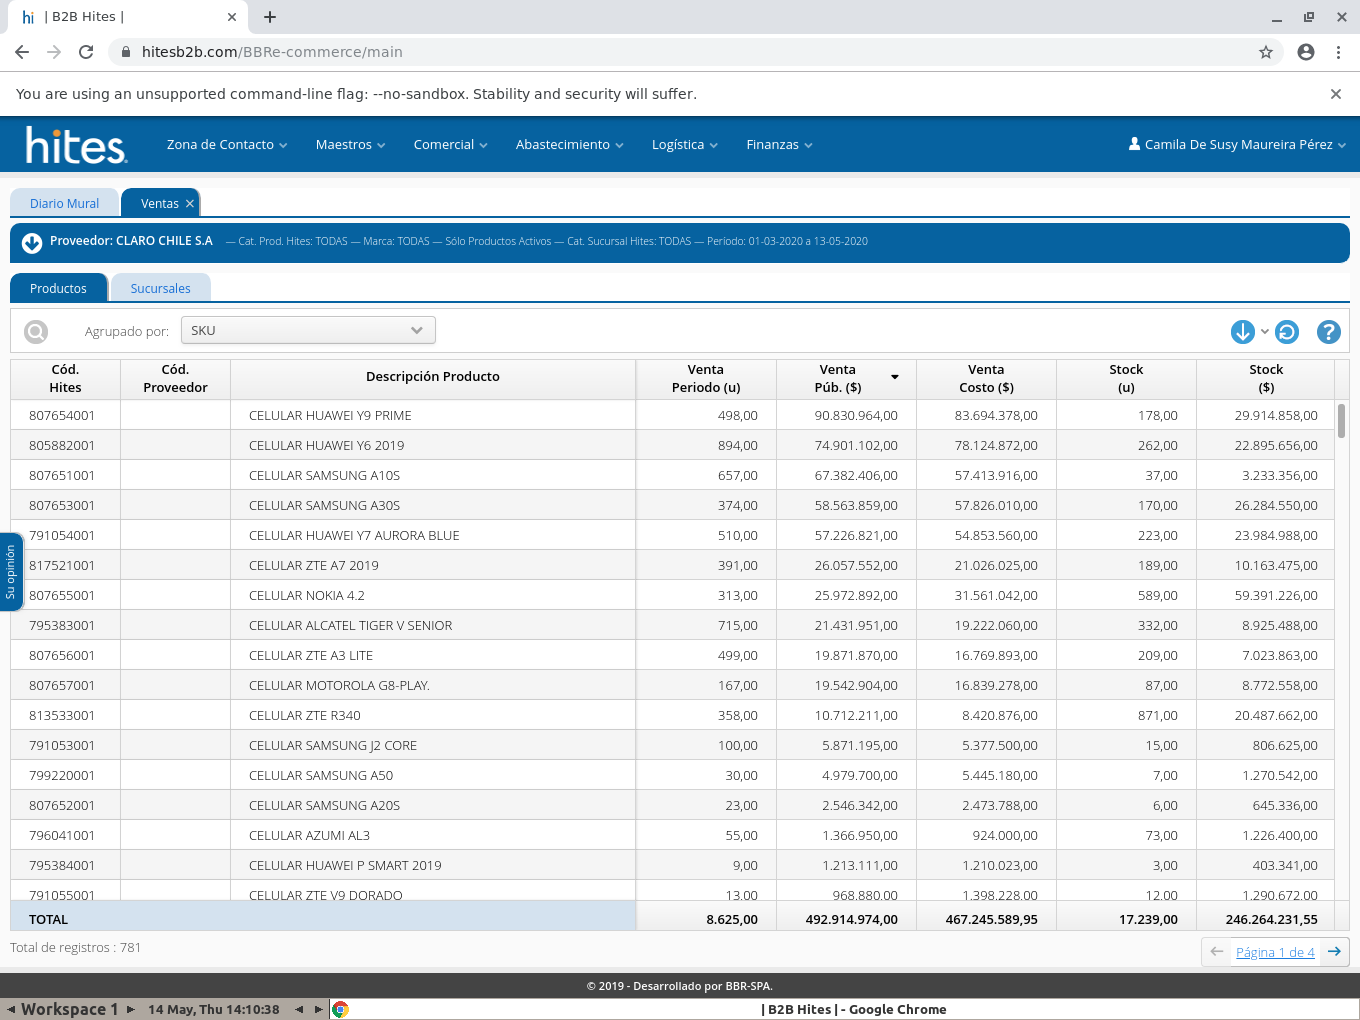 hi | B2B Hites |
hitesb2b.com/BBRe-commerce/main
You are using an unsupported command-line flag: --no-sandbox. Stability and security will suffer.
hites. Zona de Contacto Maestros Comercial Abastecimiento Logística Finanzas Camila De Susy Maureira Pérez
Diario Mural Ventas
Proveedor: CLARO CHILE S.A — Cat. Prod. Hites: TODAS — Marca: TODAS — Sólo Productos Activos — Cat. Sucursal Hites: TODAS — Período: 01-03-2020 a 13-05-2020
Productos Sucursales
Agrupado por: SKU ?
Cód. Cód. Descripción Producto Venta Venta Venta Stock Stock
Hites Proveedor Periodo (u) Púb. ($) Costo ($) (u) ($)
807654001 CELULAR HUAWEI Y9 PRIME 498,00 90.830.964,00 83.694.378,00 178,00 29.914.858,00
805882001 CELULAR HUAWEI Y6 2019 894,00 74.901.102,00 78.124.872,00 262,00 22.895.656,00
807651001 CELULAR SAMSUNG A10S 657,00 67.382.406,00 57.413.916,00 37,00 3.233.356,00
807653001 CELULAR SAMSUNG A30S 374,00 58.563.859,00 57.826.010,00 170,00 26.284.550,00
791054001 CELULAR HUAWEI Y7 AURORA BLUE 510,00 57.226.821,00 54.853.560,00 223,00 23.984.988,00
817521001 CELULAR ZTE A7 2019 391,00 26.057.552,00 21.026.025,00 189,00 10.163.475,00
Su opinión
807655001 CELULAR NOKIA 4.2 313,00 25.972.892,00 31.561.042,00 589,00 59.391.226,00
795383001 CELULAR ALCATEL TIGER V SENIOR 715,00 21.431.951,00 19.222.060,00 332,00 8.925.488,00
807656001 CELULAR ZTE A3 LITE 499,00 19.871.870,00 16.769.893,00 209,00 7.023.863,00
807657001 CELULAR MOTOROLA G8-PLAY. 167,00 19.542.904,00 16.839.278,00 87,00 8.772.558,00
813533001 CELULAR ZTE R340 358,00 10.712.211,00 8.420.876,00 871,00 20.487.662,00
791053001 CELULAR SAMSUNG J2 CORE 100,00 5.871.195,00 5.377.500,00 15,00 806.625,00
799220001 CELULAR SAMSUNG A50 30,00 4.979.700,00 5.445.180,00 7,00 1.270.542,00
807652001 CELULAR SAMSUNG A20S 23,00 2.546.342,00 2.473.788,00 6,00 645.336,00
796041001 CELULAR AZUMI AL3 55,00 1.366.950,00 924.000,00 73,00 1.226.400,00
795384001 CELULAR HUAWEI P SMART 2019 9,00 1.213.111,00 1.210.023,00 3,00 403.341,00
791055001 CELULAR ZTE V9 DORADO 13,00 968.880,00 1.398.228,00 12,00 1.290.672,00
TOTAL 8.625,00 492.914.974,00 467.245.589,95 17.239,00 246.264.231,55
Total de registros : 781 Página 1 de 4
© 2019 - Desarrollado por BBR-SPA.
Workspace 1 14 May, Thu 14:10:38 | B2B Hites | - Google Chrome